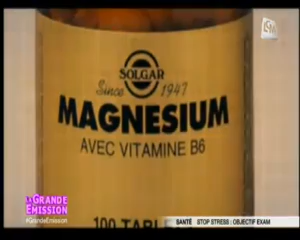 SOLGAR
Since 1947
MAGNESIUM
AVEC VITAMINE B6
100 TABL
LA GRANDE
EMISSION
#GrandeEmission
SANTÉ STOP STRESS : OBJECTIF EXAM